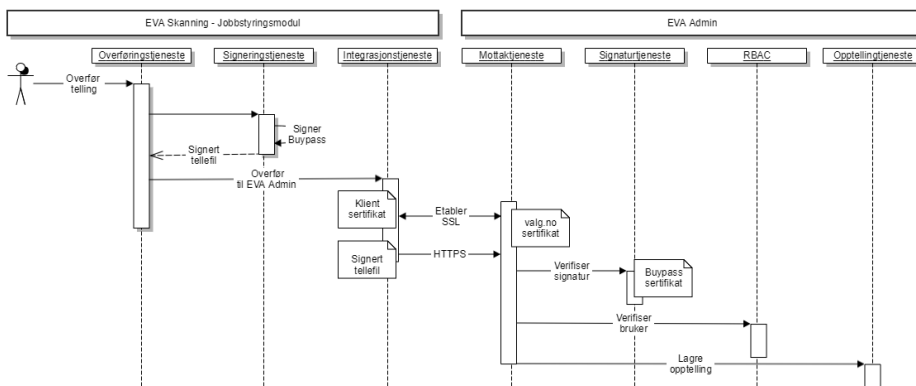 EVA Skanning - Jobbstyringsmodul
EVA Admin
Overføringstjeneste
Signeringstjeneste
Integrasjonstjeneste
Mottaktjeneste
Signaturtjeneste
RBAC
Opptellingtjeneste
Overfør
telling
Signer
Buypass
Signert
tellefil
Overfør
til EVA Admin
Klient
sertifikat
Etabler
SSL
valg.no
sertifikat
Signert
tellefil
HTTPS
Verifiser
signatur
Buypass
sertifikat
Verifiser
bruker
Lagre
opptelling